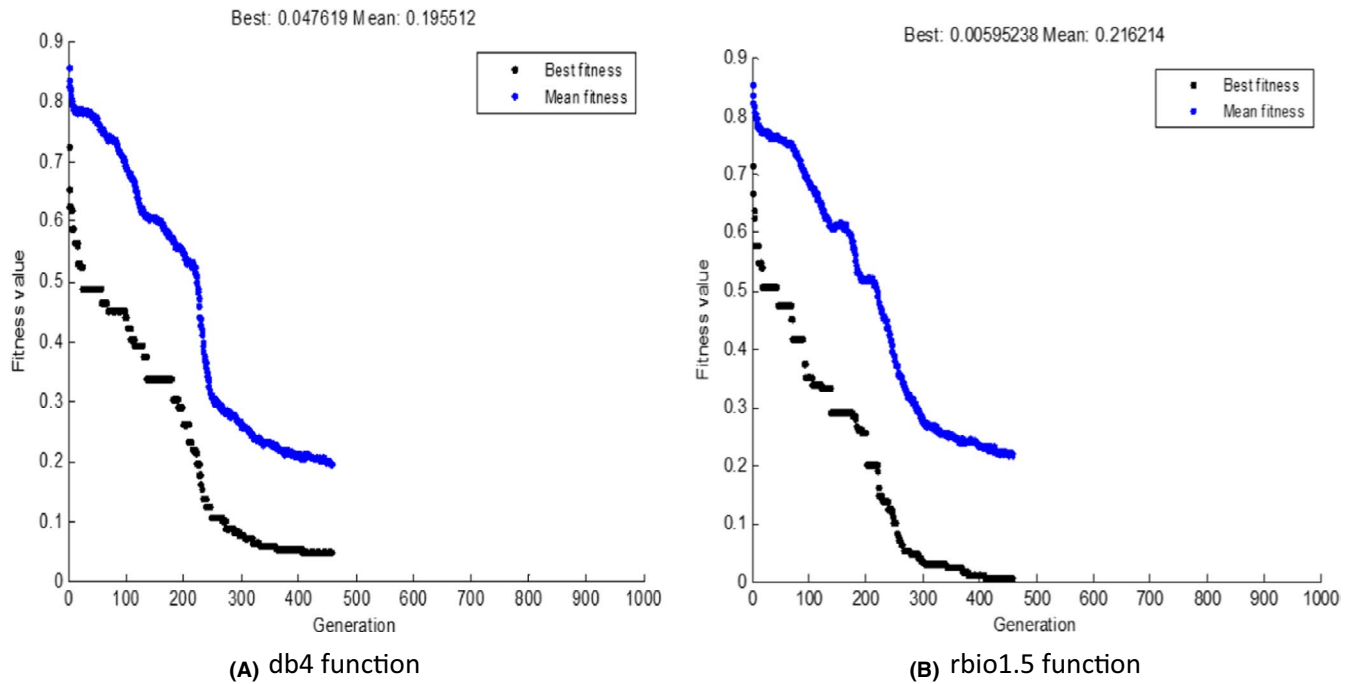 Best: 0.047619 Mean: 0.195512
0.9
0.8
0.7
0.6
0.5
0.4
0.3
0.2
0.1
0
Fitness value
Best fitness
Mean fitness
0 100 200 300 400 500 600 700 800 900 1000
Generation
(A) db4 function
Best: 0.00595238 Mean: 0.216214
0.9
0.8
0.7
0.6
0.5
0.4
0.3
0.2
0.1
0
Fitness value
Best fitness
Mean fitness
0 100 200 300 400 500 600 700 800 900 1000
Generation
(B) rbio1.5 function